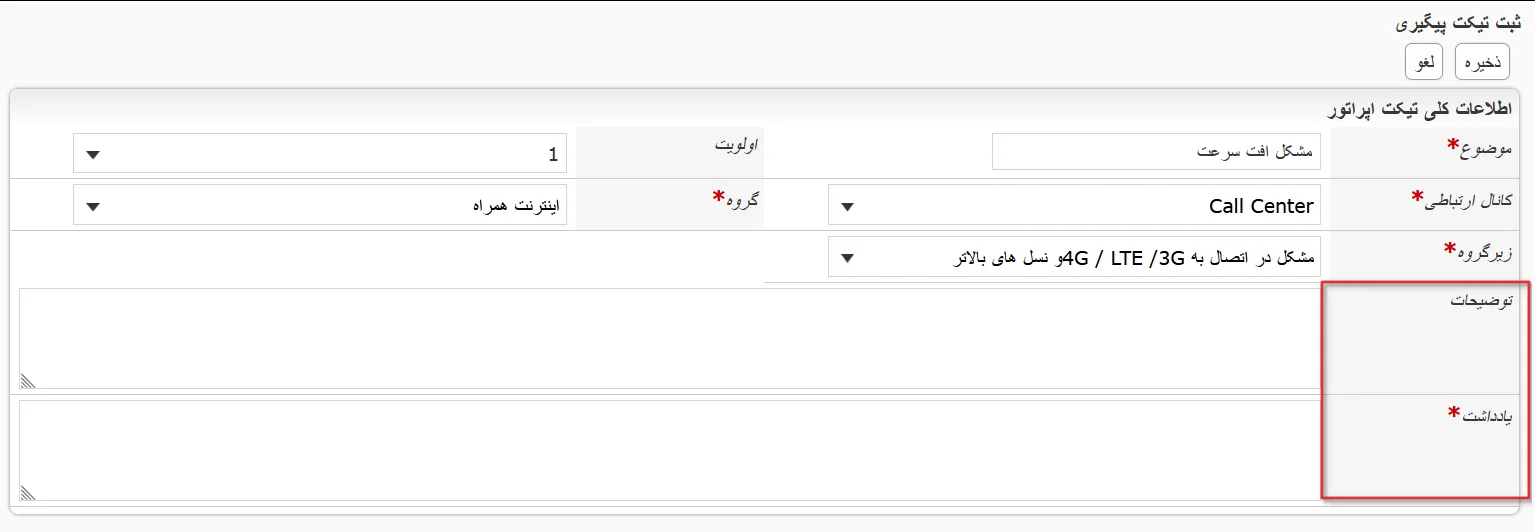 ثبت تیکت پیگیری
ذخیره لغو
اطلاعات کلی تیکت اپراتور
موضوع* مشکل افت سرعت اولویت 1
کانال ارتباطی* Call Center گروه* اینترنت همراه
زیرگروه* مشکل در اتصال به 3G/ LTE / 4Gو نسل های بالاتر
توضیحات
یادداشت*